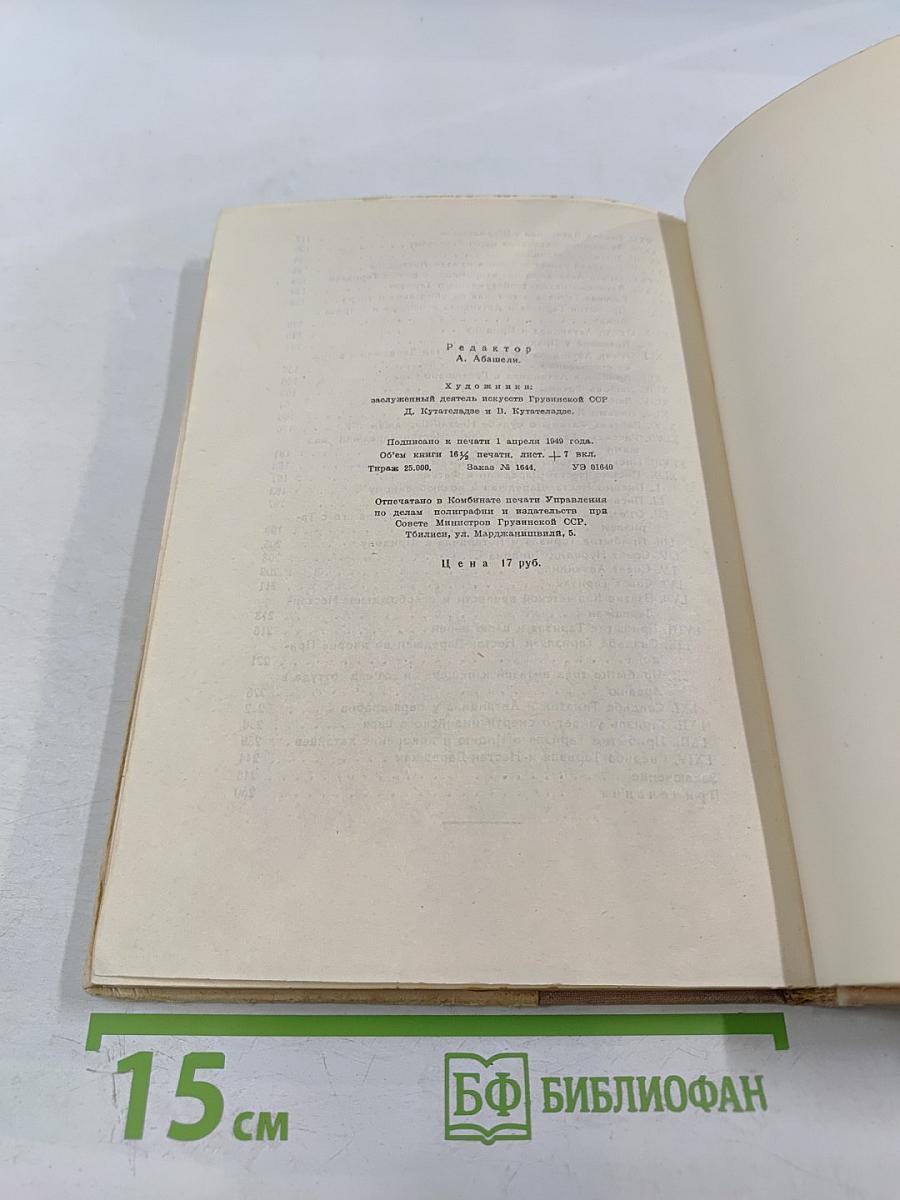 Редактор
А. Абашели.
Художники:
заслуженный деятель искусств Грузинской ССР
Д. Кутателадзе и В. Кутателадзе.
Подписано к печати 1 апреля 1949 года.
Об'ем книги 16½ печатн. лист. + 7 вкл.
Тираж 25.000. Заказ № 1644. УЭ 01640
Отпечатано в Комбинате печати Управления
по делам полиграфии и издательств при
Совете Министров Грузинской ССР.
Тбилиси, ул. Марджанишвили, 5.
Цена 17 руб.
15 см
БФ БИБЛИОФАН